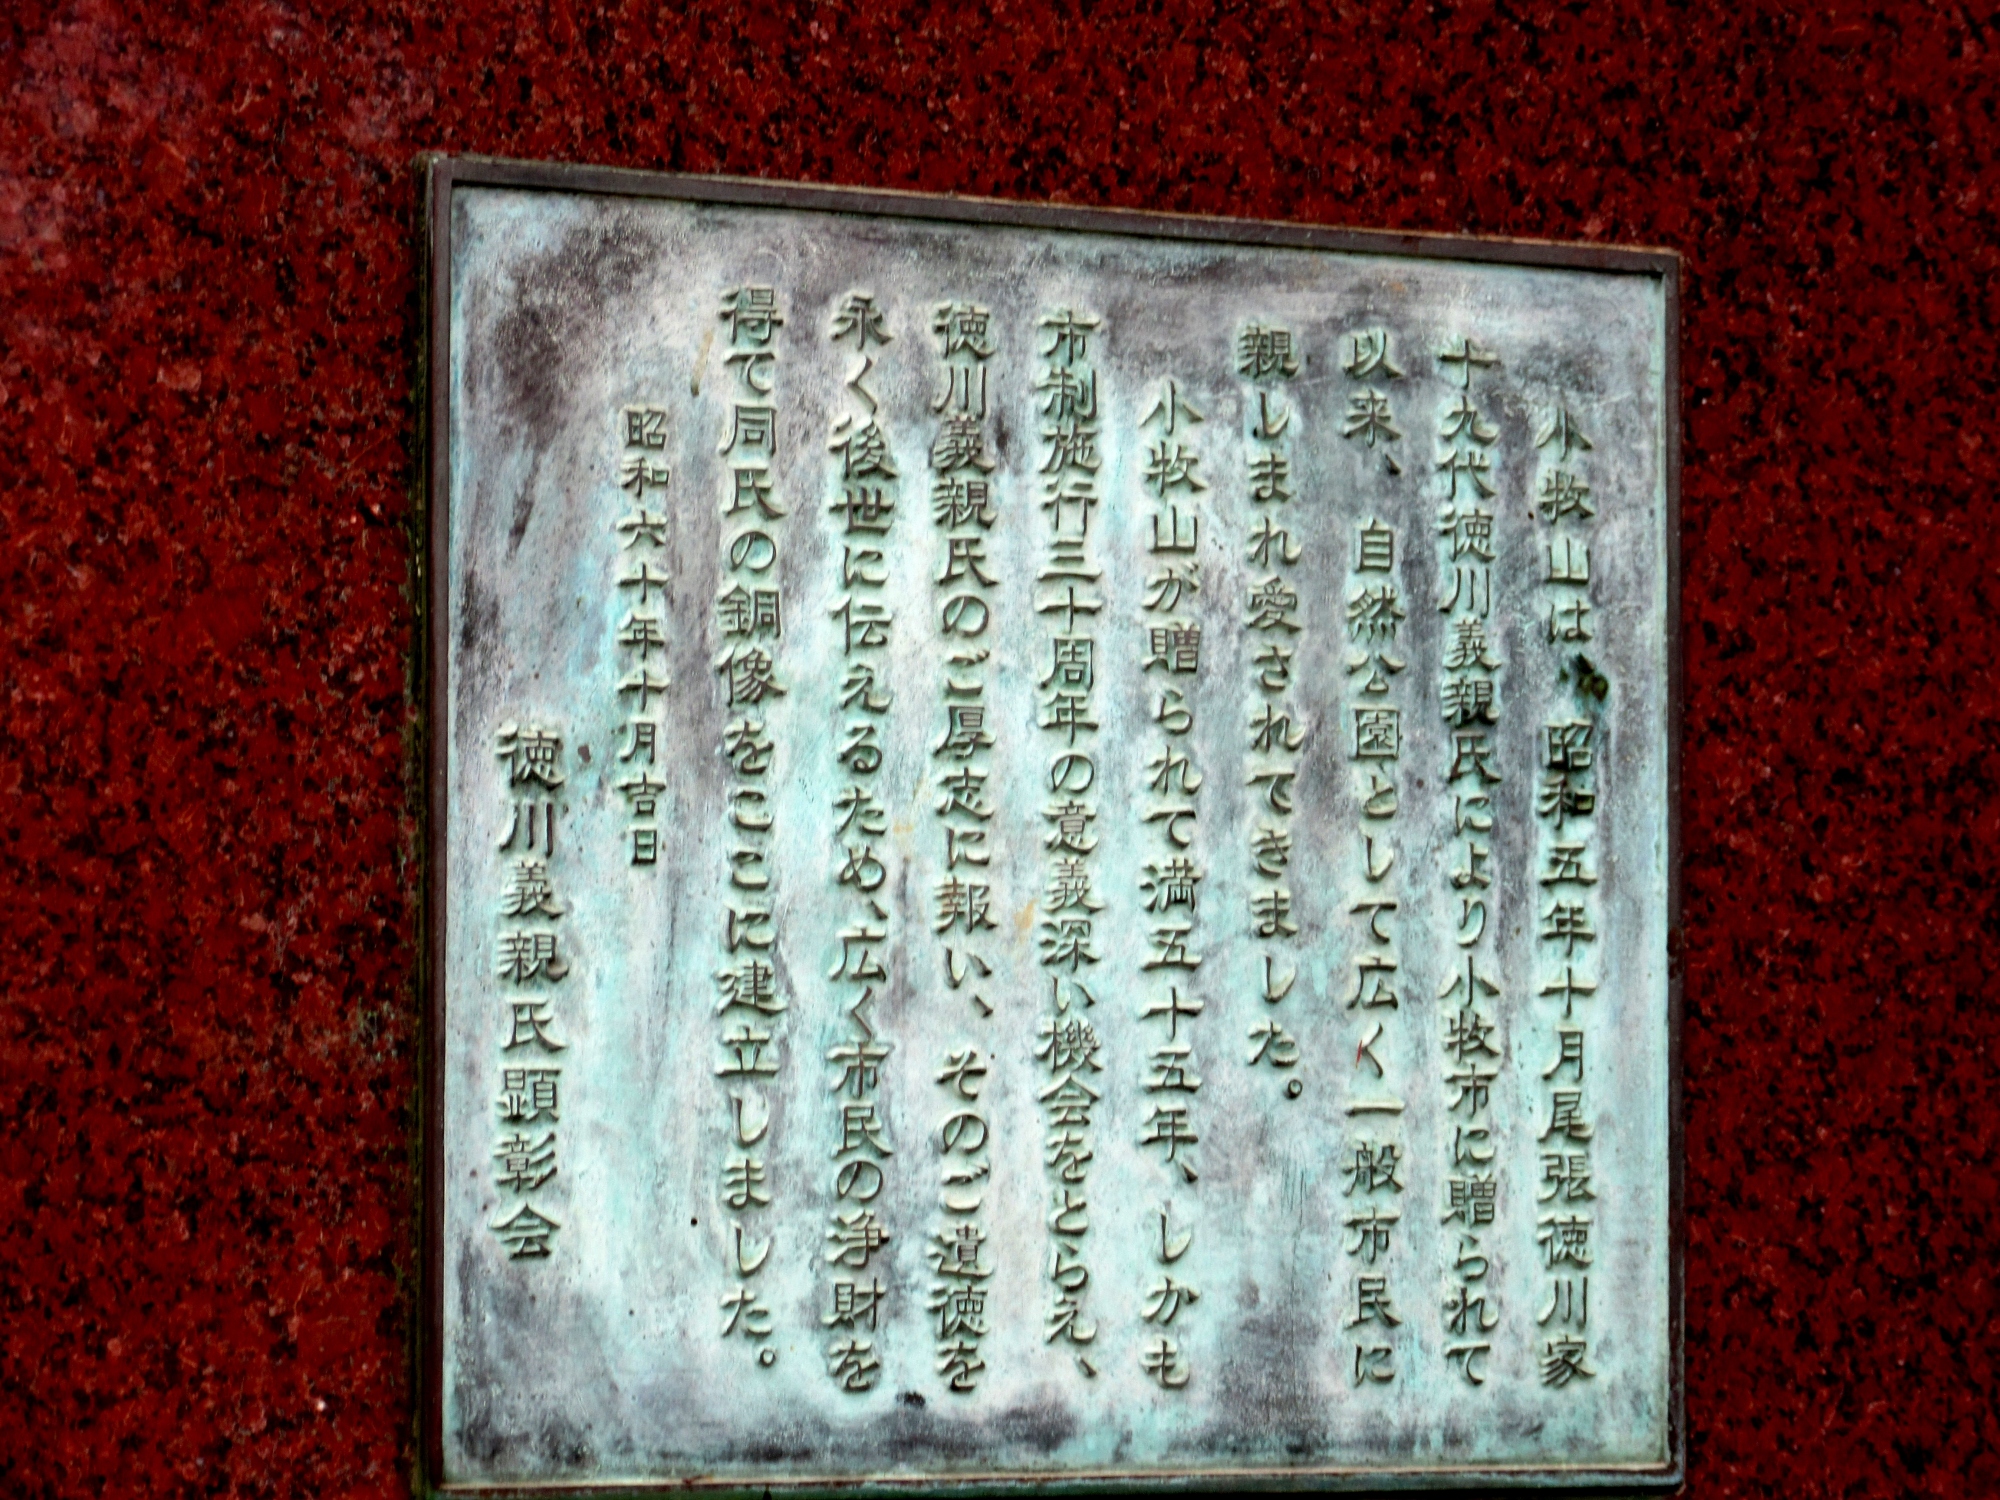 小牧山は、昭和五年十月尾張徳川家
十九代徳川義親氏により小牧市に贈られて
以来、自然公園として広く一般市民に
親しまれ愛されてきました。
小牧山が贈られて満五十五年、しかも
市制施行三十周年の意義深い機会をとらえ、
徳川義親氏のご厚志に報い、そのご遺徳を
永く後世に伝えるため、広く市民の浄財を
得て同氏の銅像をここに建立しました。
昭和六十年十月吉日
徳川義親氏顕彰会